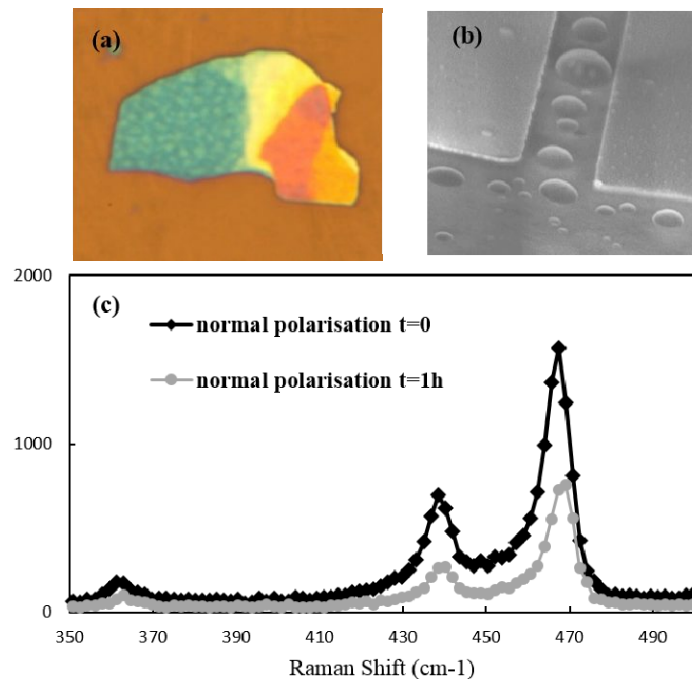 (a)
(b)
2000
(c)
normal polarisation t=0
normal polarisation t=1h
1000
0
350
370
390
410
430
450
470
490
Raman Shift (cm-1)